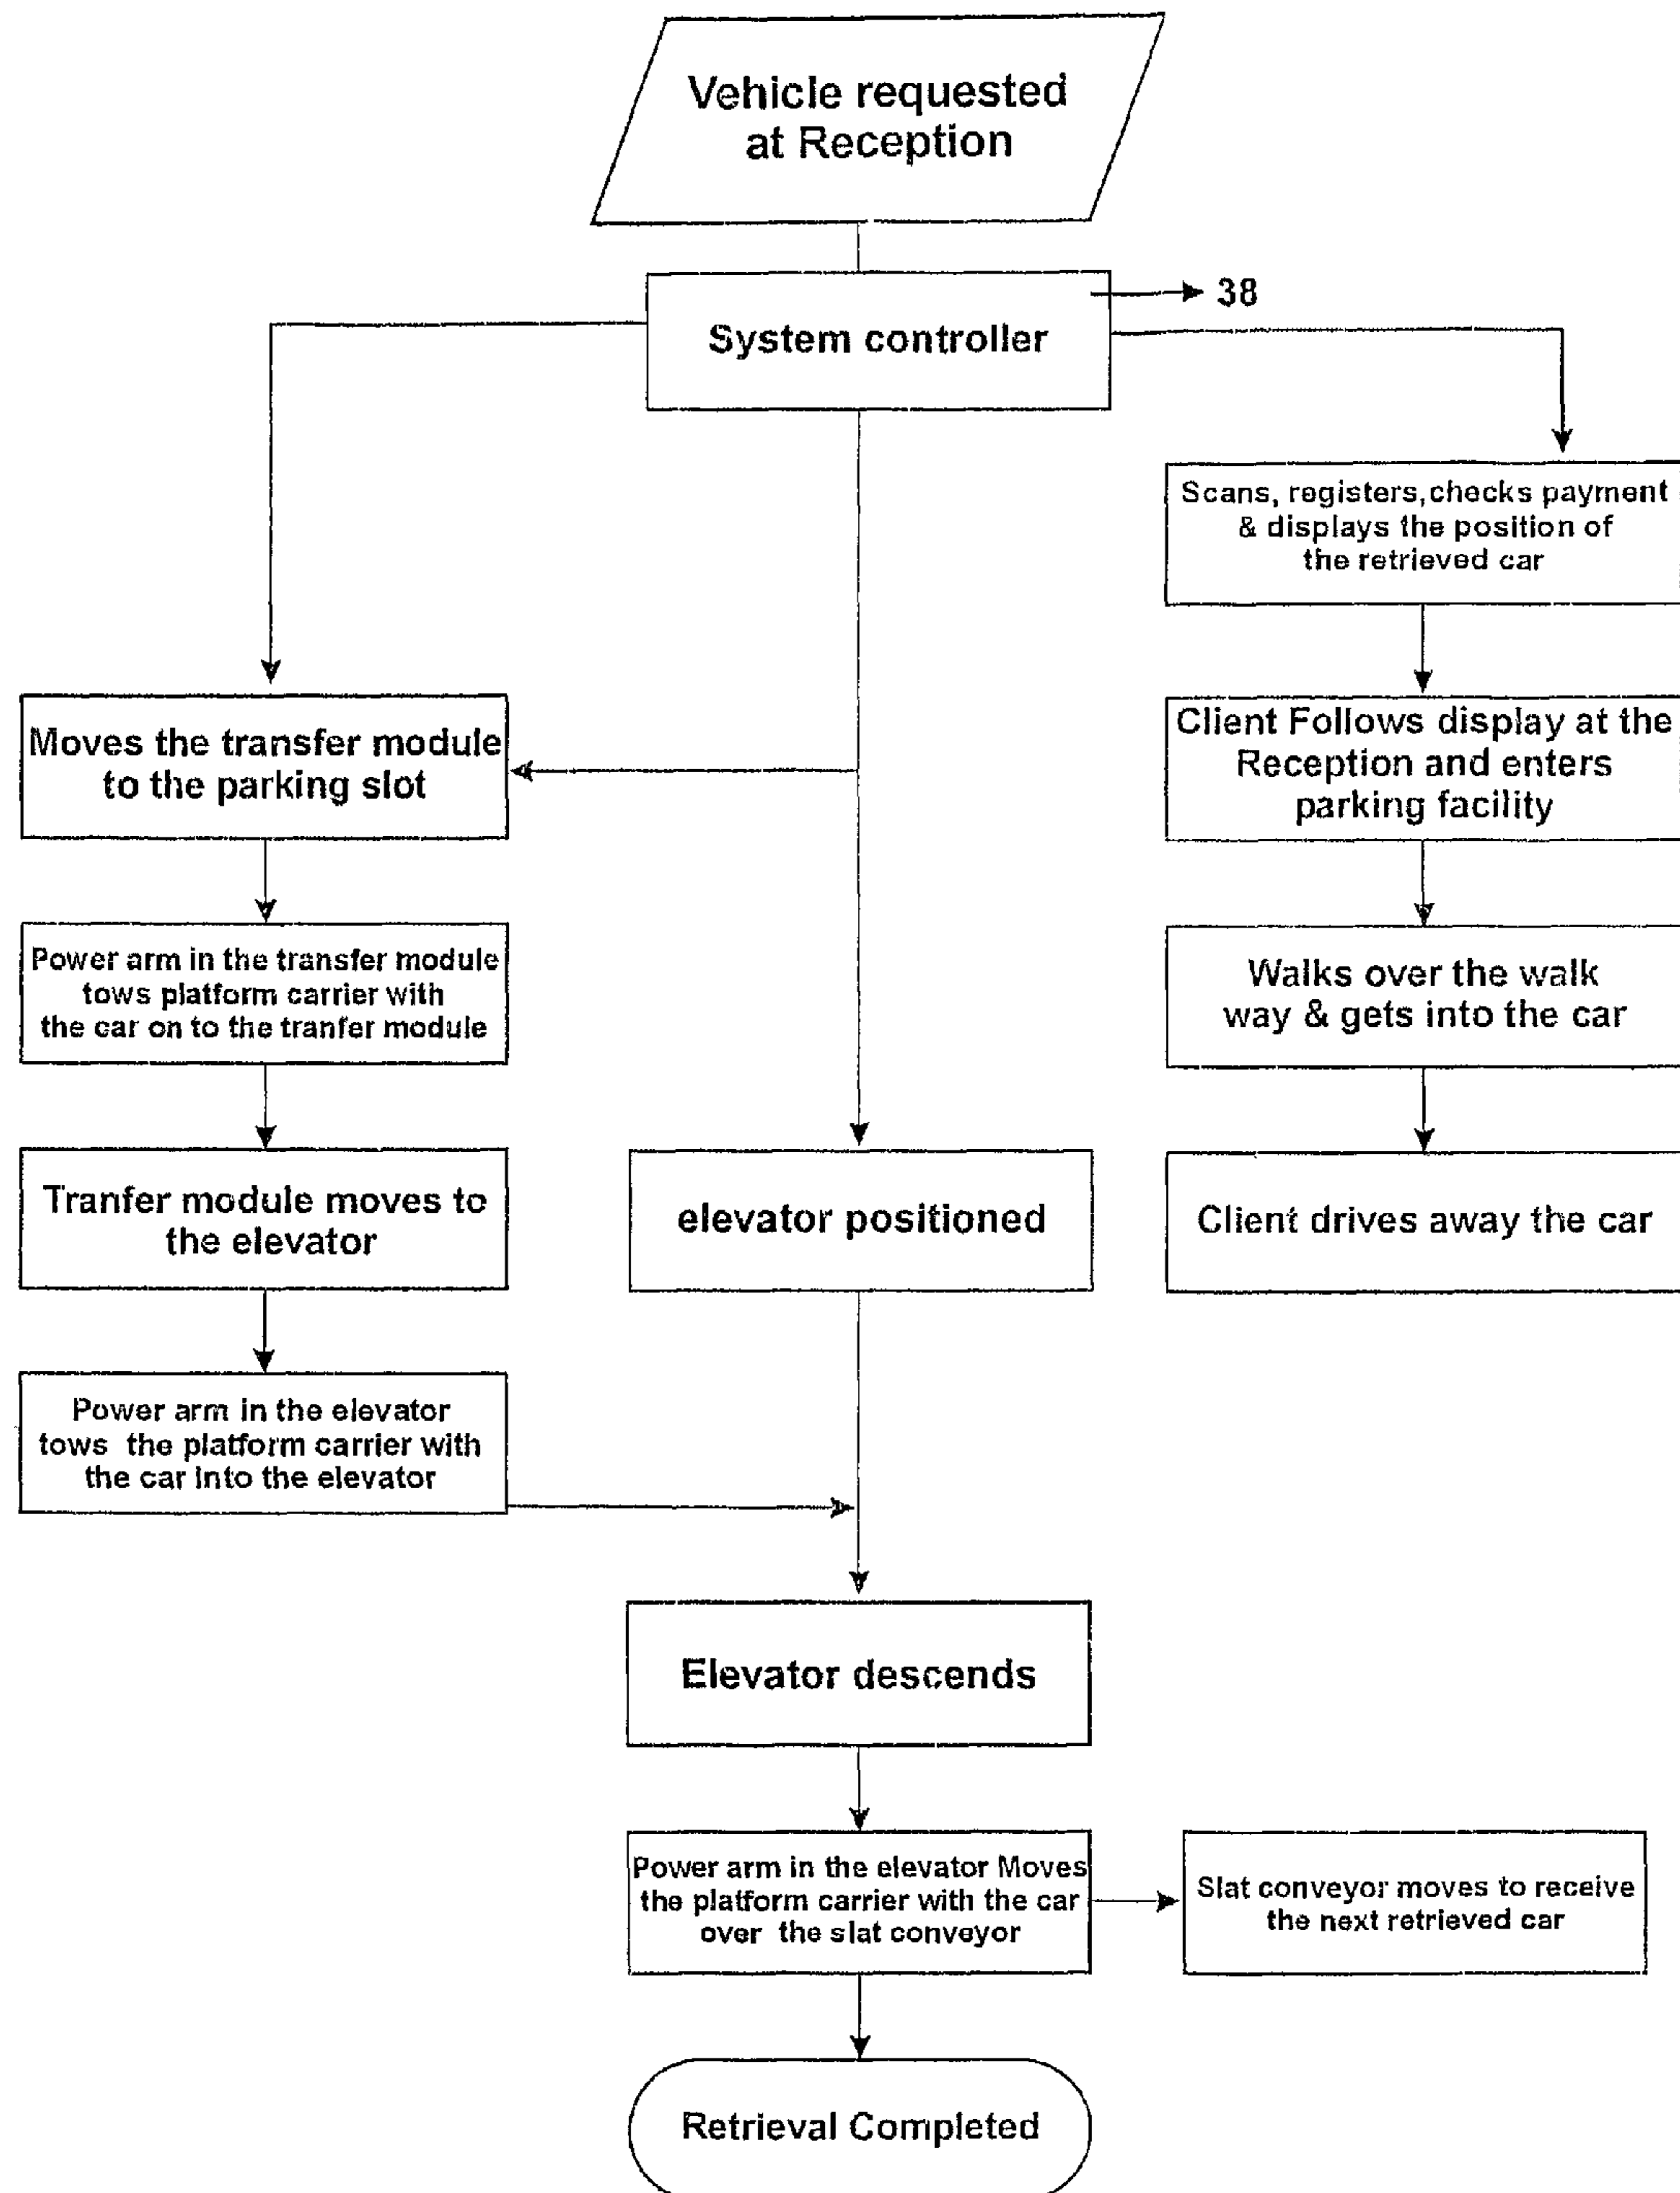 Vehicle requested
at Reception
38
System controller
Scans, registers,checks payment
& displays the position of
the retrieved car
Moves the transfer module
to the parking slot
Client Follows display at the
Reception and enters
parking facility
Power arm in the transfer module
tows platform carrier with
the car on to the tranfer module
Walks over the walk
way & gets into the car
Tranfer module moves to
the elevator
elevator positioned
Client drives away the car
Power arm in the elevator
tows the platform carrier with
the car into the elevator
Elevator descends
Power arm in the elevator Moves
the platform carrier with the car
over the slat conveyor
Slat conveyor moves to receive
the next retrieved car
Retrieval Completed